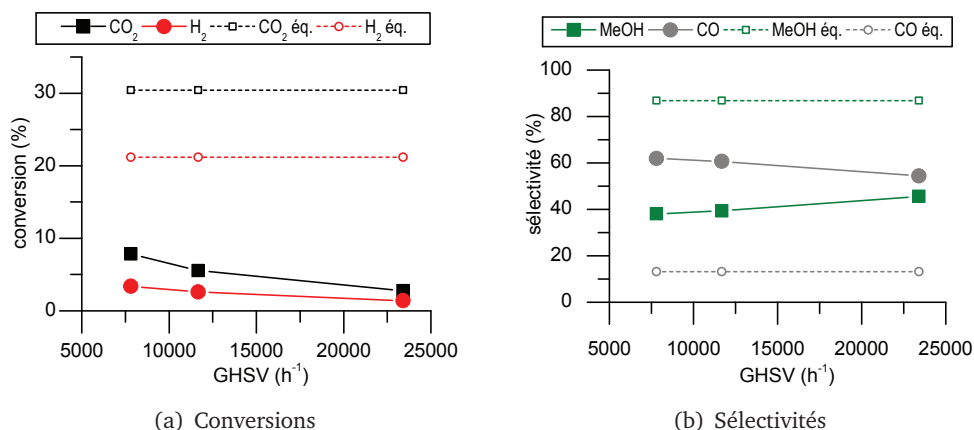 CO₂ H₂ CO₂ éq. H₂ éq.
conversion (%)
30
20
10
0
5000 10000 15000 20000 25000
GHSV (h⁻¹)
(a) Conversions
MeOH CO MeOH éq. CO éq.
sélectivité (%)
100
80
60
40
20
0
5000 10000 15000 20000 25000
GHSV (h⁻¹)
(b) Sélectivités